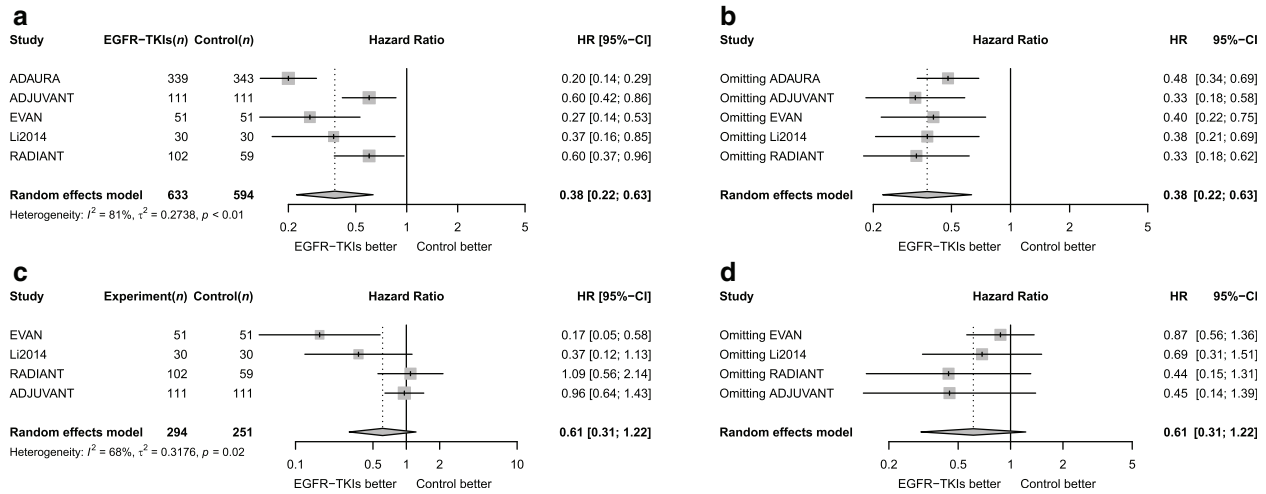 a
Study EGFR−TKIs(n) Control(n) Hazard Ratio HR [95%−CI]
ADAURA 339 343 0.20 [0.14; 0.29]
ADJUVANT 111 111 0.60 [0.42; 0.86]
EVAN 51 51 0.27 [0.14; 0.53]
Li2014 30 30 0.37 [0.16; 0.85]
RADIANT 102 59 0.60 [0.37; 0.96]
Random effects model 633 594 0.38 [0.22; 0.63]
Heterogeneity: I² = 81%, τ² = 0.2738, p < 0.01
0.2 0.5 1 2 5
EGFR−TKIs better Control better
b
Study Hazard Ratio HR 95%−CI
Omitting ADAURA 0.48 [0.34; 0.69]
Omitting ADJUVANT 0.33 [0.18; 0.58]
Omitting EVAN 0.40 [0.22; 0.75]
Omitting Li2014 0.38 [0.21; 0.69]
Omitting RADIANT 0.33 [0.18; 0.62]
Random effects model 0.38 [0.22; 0.63]
0.2 0.5 1 2 5
EGFR−TKIs better Control better
c
Study Experiment(n) Control(n) Hazard Ratio HR [95%−CI]
EVAN 51 51 0.17 [0.05; 0.58]
Li2014 30 30 0.37 [0.12; 1.13]
RADIANT 102 59 1.09 [0.56; 2.14]
ADJUVANT 111 111 0.96 [0.64; 1.43]
Random effects model 294 251 0.61 [0.31; 1.22]
Heterogeneity: I² = 68%, τ² = 0.3176, p = 0.02
0.1 0.5 1 2 10
EGFR−TKIs better Control better
d
Study Hazard Ratio HR 95%−CI
Omitting EVAN 0.87 [0.56; 1.36]
Omitting Li2014 0.69 [0.31; 1.51]
Omitting RADIANT 0.44 [0.15; 1.31]
Omitting ADJUVANT 0.45 [0.14; 1.39]
Random effects model 0.61 [0.31; 1.22]
0.2 0.5 1 2 5
EGFR−TKIs better Control better